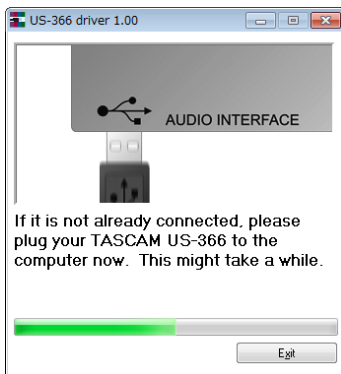 US-366 driver 1.00
AUDIO INTERFACE
If it is not already connected, please
plug your TASCAM US-366 to the
computer now.  This might take a while.
Exit